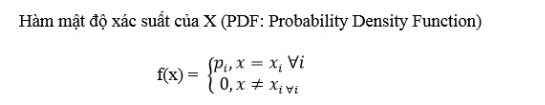 Hàm mật độ xác suất của X (PDF: Probability Density Function)
f(x) = {pᵢ, x = xᵢ ∀i
0, x ≠ xᵢ ∀i